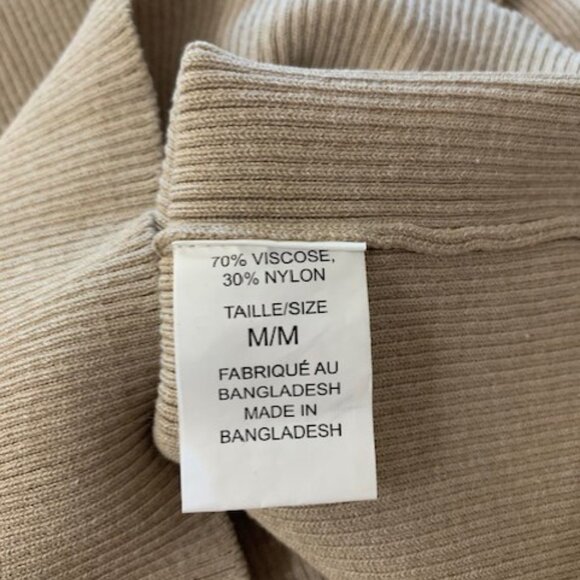 70% VISCOSE,
30% NYLON
TAILLE/SIZE
M/M
FABRIQUÉ AU
BANGLADESH
MADE IN
BANGLADESH